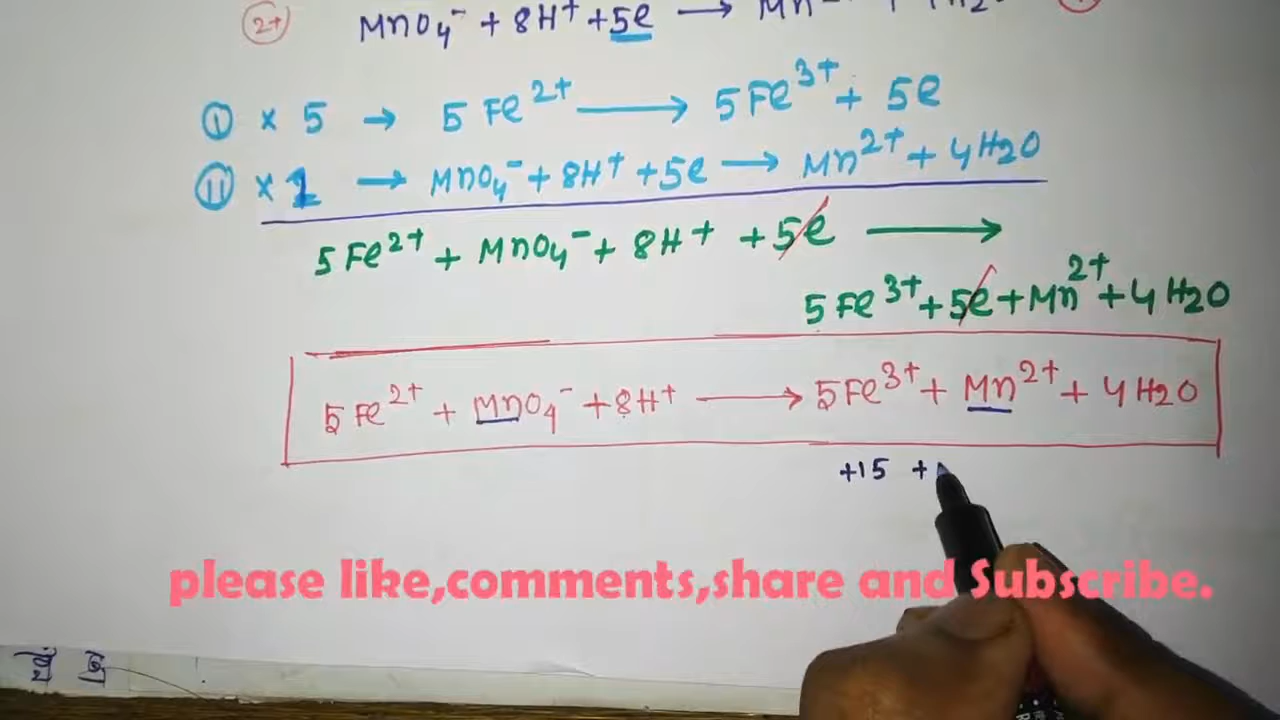 (2+) MnO₄⁻ + 8H⁺ + 5e ⟶
(I) × 5 → 5Fe²⁺ ⟶ 5Fe³⁺ + 5e
(II) × 1 → MnO₄⁻ + 8H⁺ + 5e ⟶ Mn²⁺ + 4H2O
5Fe²⁺ + MnO₄⁻ + 8H⁺ + 5e ⟶
5Fe³⁺ + 5e + Mn²⁺ + 4H2O
5Fe²⁺ + MnO₄⁻ + 8H⁺ ⟶ 5Fe³⁺ + Mn²⁺ + 4H2O
+15 +
please like,comments,share and Subscribe.